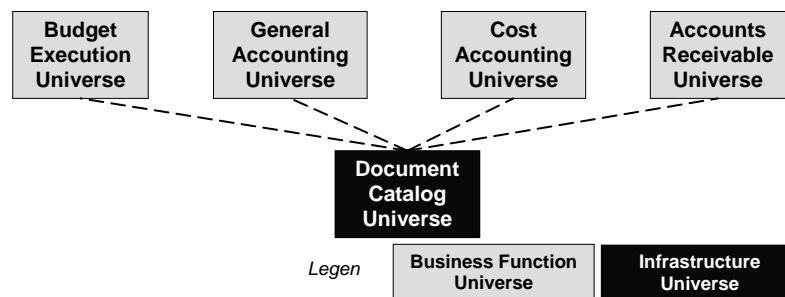 Budget
Execution
Universe
General
Accounting
Universe
Cost
Accounting
Universe
Accounts
Receivable
Universe
Document
Catalog
Universe
Legen
Business Function
Universe
Infrastructure
Universe